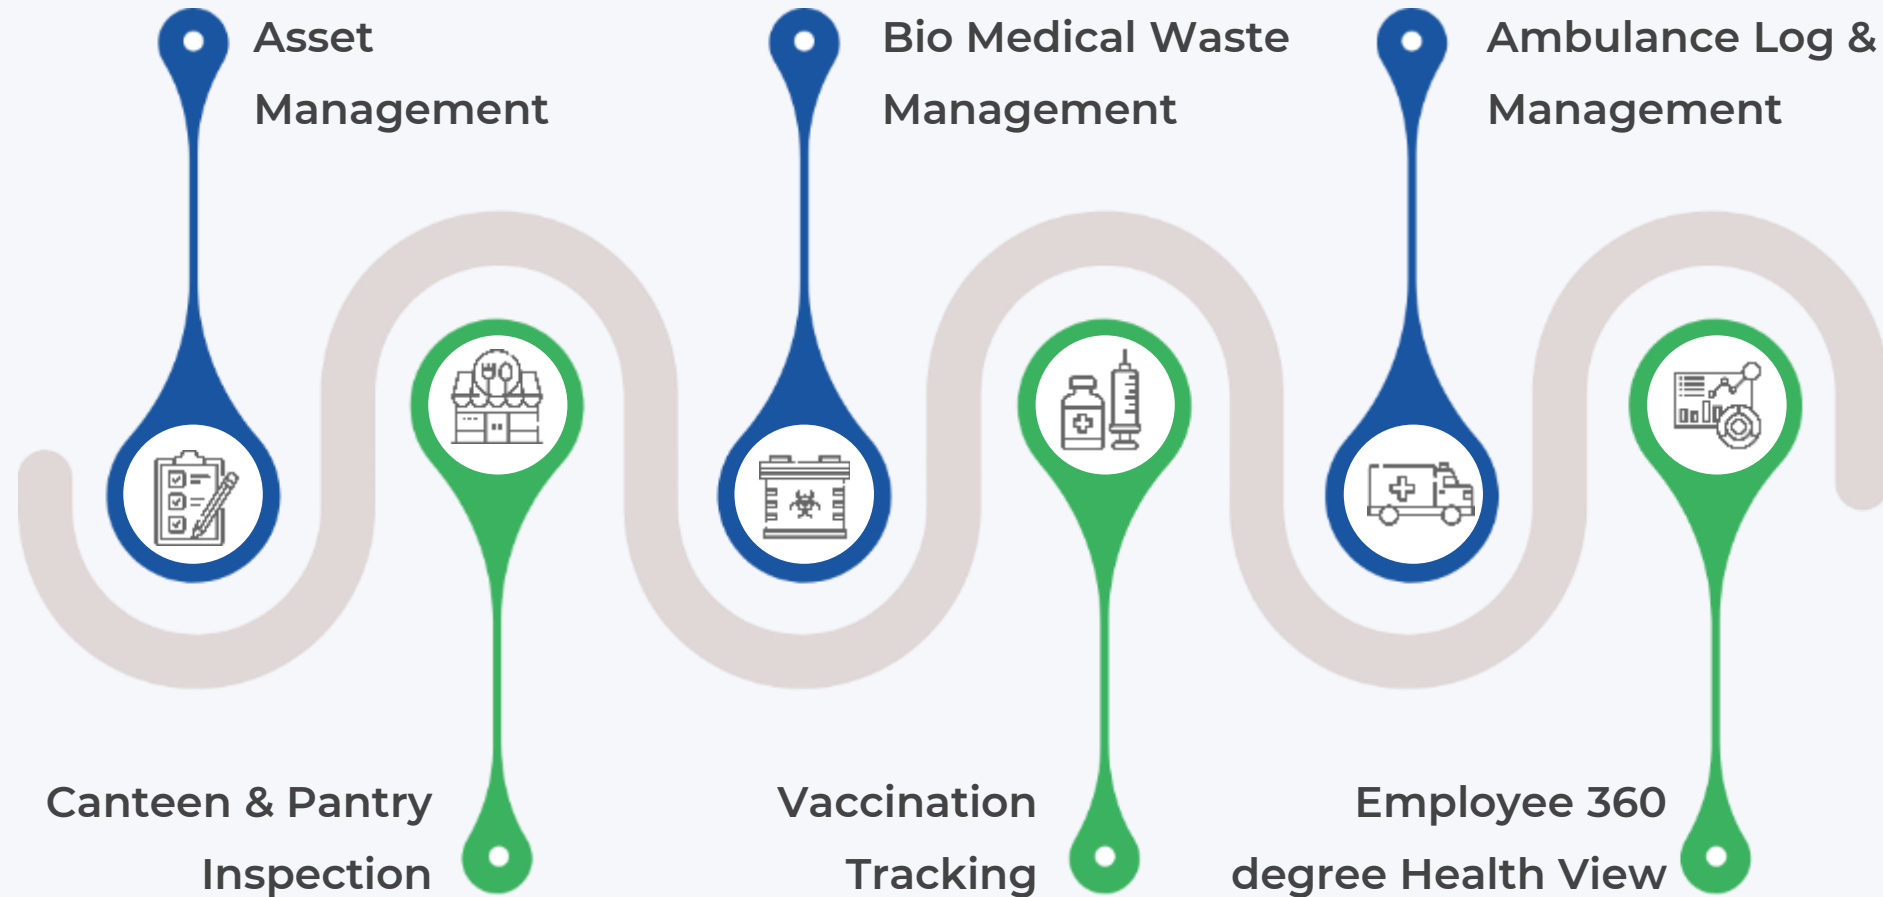 Asset
Management
Bio Medical Waste
Management
Ambulance Log &
Management
Canteen & Pantry
Inspection
Vaccination
Tracking
Employee 360
degree Health View